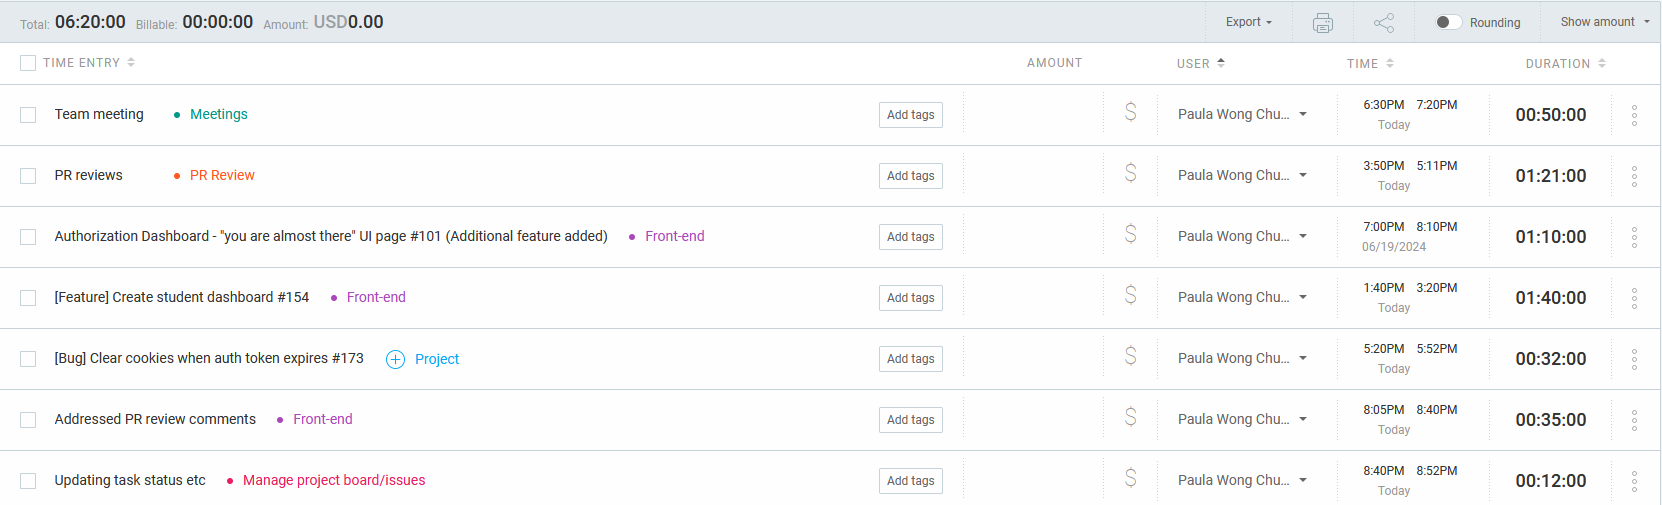 Total: 06:20:00 Billable: 00:00:00 Amount: USD0.00 Export Rounding Show amount
TIME ENTRY AMOUNT USER TIME DURATION
Team meeting • Meetings Add tags $ Paula Wong Chu... 6:30PM 7:20PM 00:50:00
Today
PR reviews • PR Review Add tags $ Paula Wong Chu... 3:50PM 5:11PM 01:21:00
Today
Authorization Dashboard - "you are almost there" UI page #101 (Additional feature added) • Front-end Add tags $ Paula Wong Chu... 7:00PM 8:10PM 01:10:00
06/19/2024
[Feature] Create student dashboard #154 • Front-end Add tags $ Paula Wong Chu... 1:40PM 3:20PM 01:40:00
Today
[Bug] Clear cookies when auth token expires #173 Project Add tags $ Paula Wong Chu... 5:20PM 5:52PM 00:32:00
Today
Addressed PR review comments • Front-end Add tags $ Paula Wong Chu... 8:05PM 8:40PM 00:35:00
Today
Updating task status etc • Manage project board/issues Add tags $ Paula Wong Chu... 8:40PM 8:52PM 00:12:00
Today